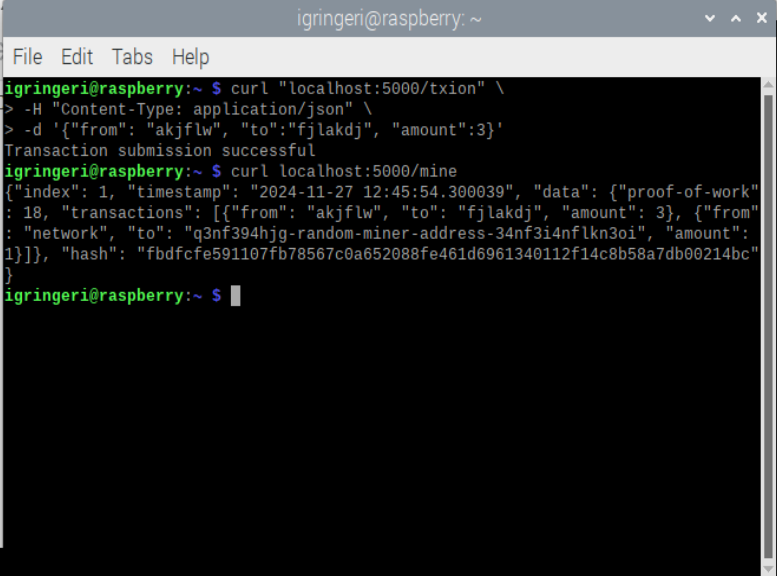 igringeri@raspberry: ~
File Edit Tabs Help
igringeri@raspberry:~ $ curl "localhost:5000/txion" \
> -H "Content-Type: application/json" \
> -d '{"from": "akjflw", "to":"fjlakdj", "amount":3}'
Transaction submission successful
igringeri@raspberry:~ $ curl localhost:5000/mine
{"index": 1, "timestamp": "2024-11-27 12:45:54.300039", "data": {"proof-of-work"
: 18, "transactions": [{"from": "akjflw", "to": "fjlakdj", "amount": 3}, {"from"
: "network", "to": "q3nf394hjg-random-miner-address-34nf3i4nflkn3oi", "amount":
1}]}, "hash": "fbdfcfe591107fb78567c0a652088fe461d6961340112f14c8b58a7db00214bc"
}
igringeri@raspberry:~ $